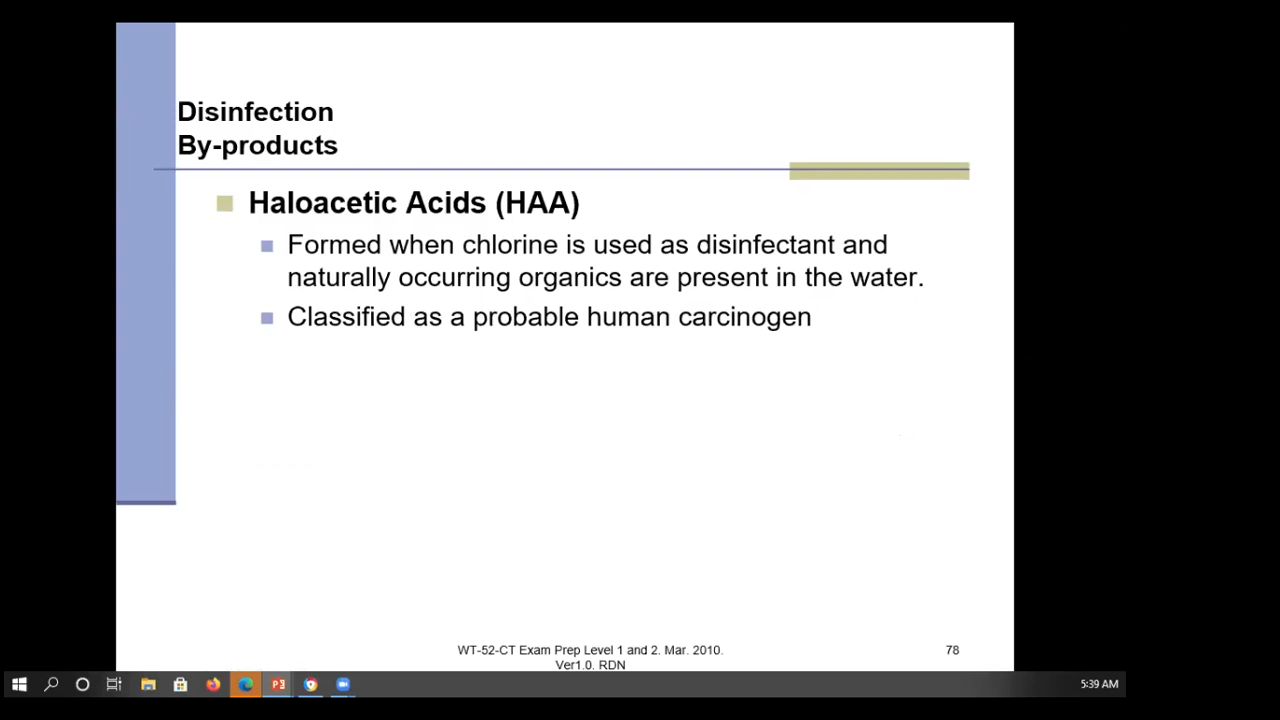 Disinfection
By-products
Haloacetic Acids (HAA)
Formed when chlorine is used as disinfectant and
naturally occurring organics are present in the water.
Classified as a probable human carcinogen
WT-52-CT Exam Prep Level 1 and 2. Mar. 2010.
Ver1.0. RDN
78
5:39 AM